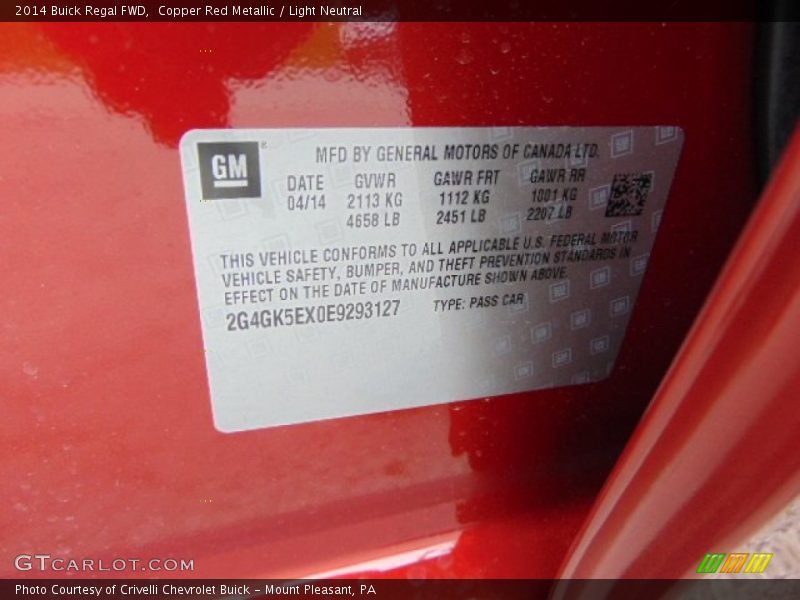 2014 Buick Regal FWD,  Copper Red Metallic / Light Neutral
GM
MFD BY GENERAL MOTORS OF CANADA LTD.
DATE GVWR GAWR FRT GAWR RR
04/14 2113 KG 1112 KG 1001 KG
4658 LB 2451 LB 2207 LB
THIS VEHICLE CONFORMS TO ALL APPLICABLE U.S. FEDERAL MOTOR
VEHICLE SAFETY, BUMPER, AND THEFT PREVENTION STANDARDS IN
EFFECT ON THE DATE OF MANUFACTURE SHOWN ABOVE.
2G4GK5EX0E9293127 TYPE: PASS CAR
GTCARLOT.COM
Photo Courtesy of Crivelli Chevrolet Buick - Mount Pleasant, PA